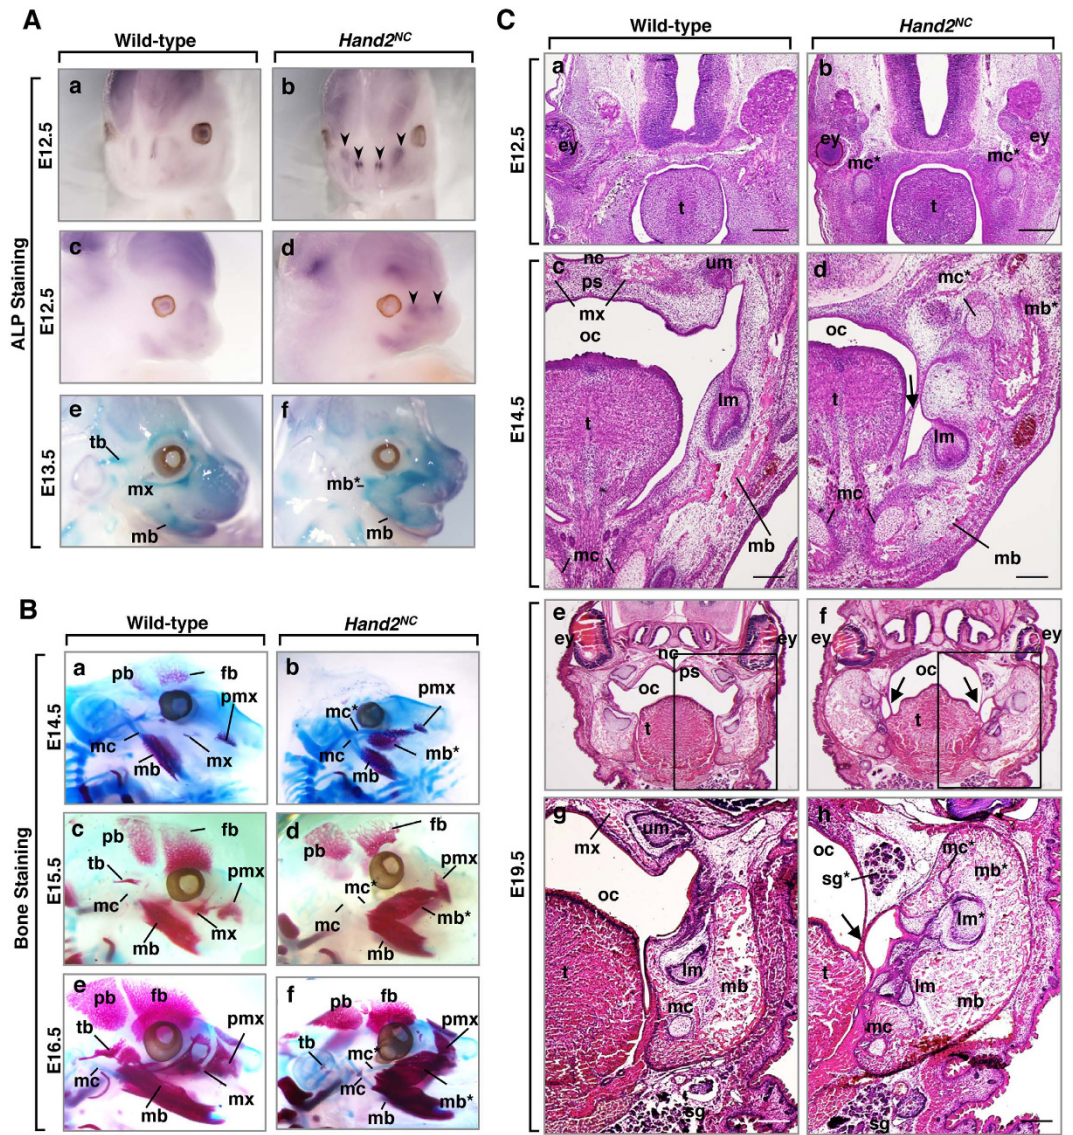 A
Wild-type Hand2NC
ALP Staining
E12.5
a b
E12.5
c d
E13.5
e f
tb
mx
mb
mb*
mb
B
Wild-type Hand2NC
Bone Staining
E14.5
a b
pb fb
mc
mb
mx
pmx
mc*
mc
mb
mb*
pmx
E15.5
c d
pb fb
tb
mc
mb
mx
pmx
pb fb
mc*
mc
mb
mb*
pmx
E16.5
e f
pb fb
tb
mc
mb
mx
pmx
pb fb
tb
mc*
mc
mb
mb*
pmx
C
Wild-type Hand2NC
E12.5
a b
ey
t
ey ey
mc* mc*
t
E14.5
c d
nc
ps
um
mx
oc
t
lm
mc
mb
mc*
mb*
oc
t
lm
mc
mb
E19.5
e f
ey ey
nc
ps
oc
t
ey ey
oc
t
g h
mx
um
oc
t
lm
mb
mc
sg
oc
sg*
mc*
mb*
lm*
t
lm
mb
mc
sg